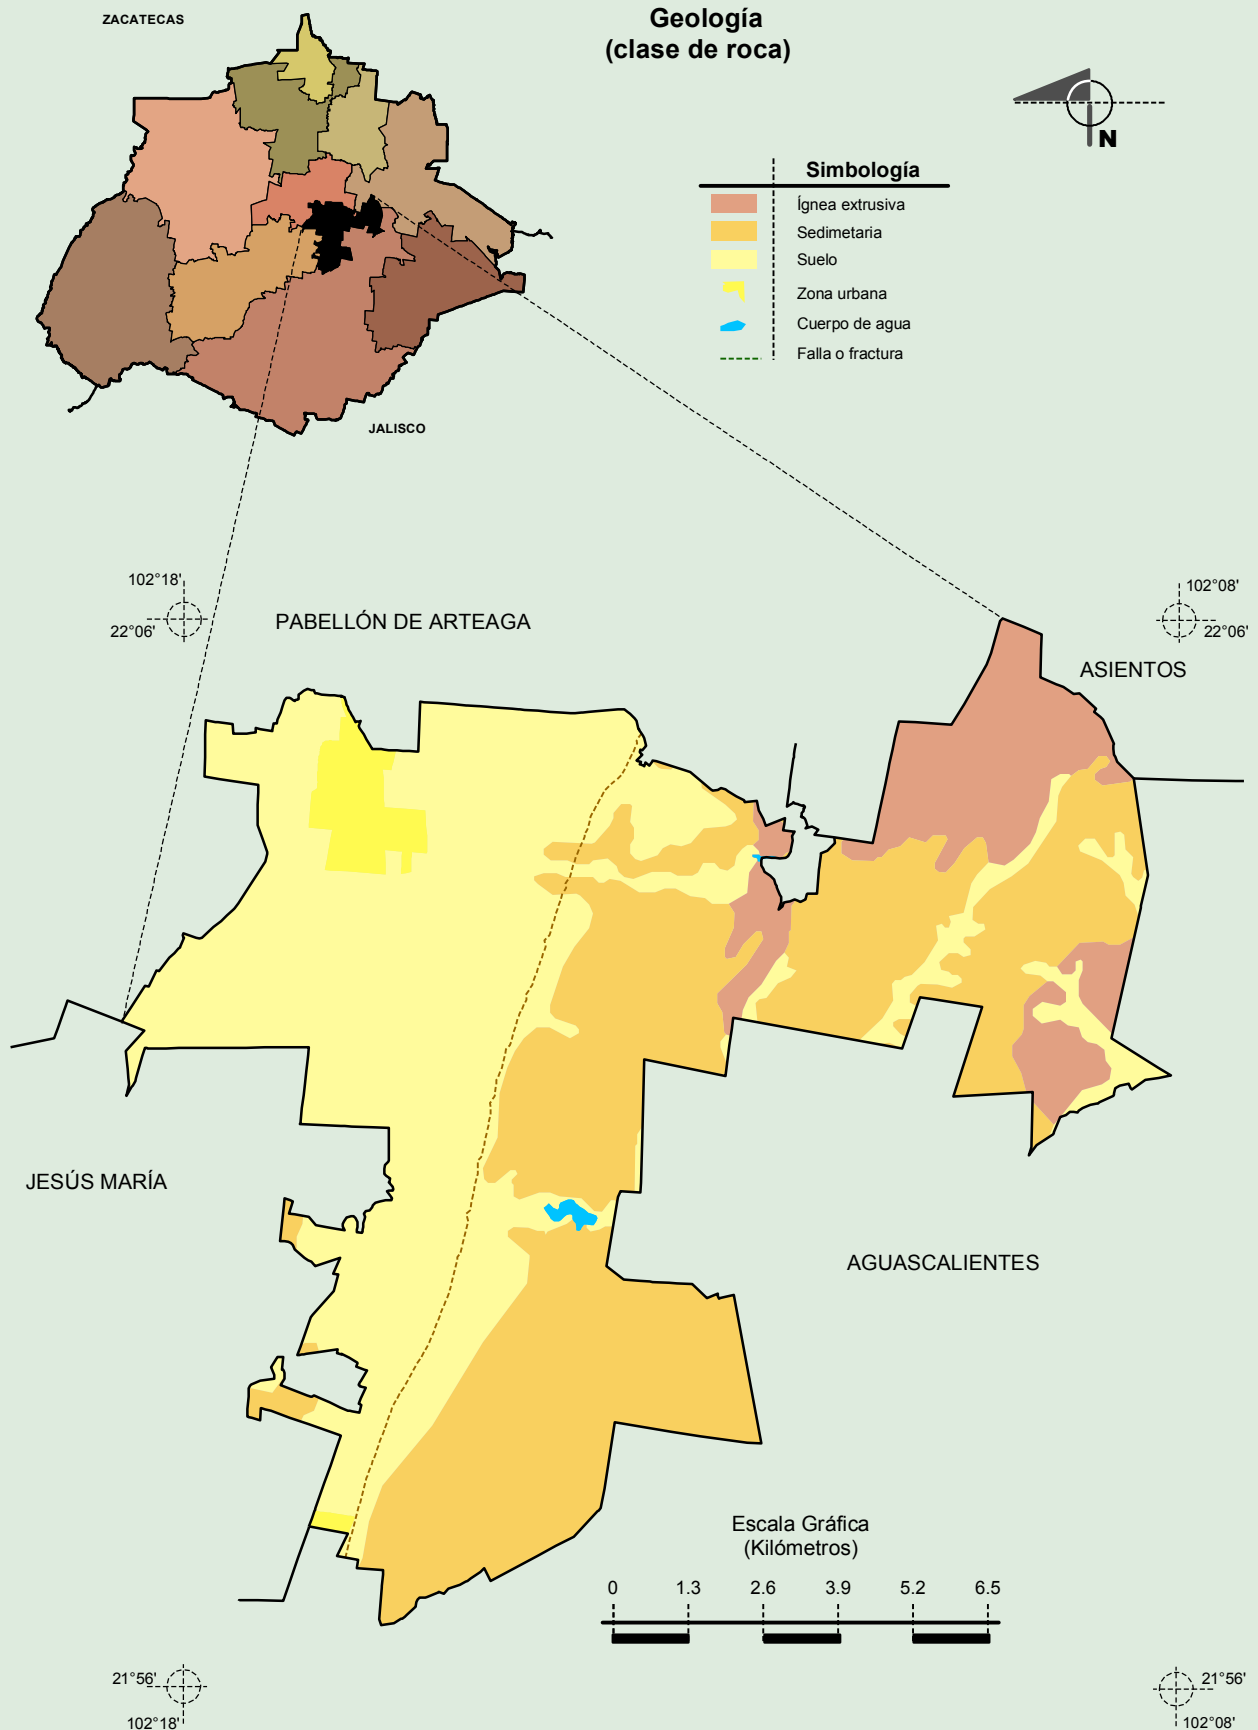 ZACATECAS
Geología
(clase de roca)
N
Simbología
Ígnea extrusiva
Sedimetaria
Suelo
Zona urbana
Cuerpo de agua
Falla o fractura
JALISCO
102°18'
22°06'
102°08'
22°06'
PABELLÓN DE ARTEAGA
ASIENTOS
JESÚS MARÍA
AGUASCALIENTES
Escala Gráfica
(Kilómetros)
0 1.3 2.6 3.9 5.2 6.5
21°56'
102°18'
21°56'
102°08'